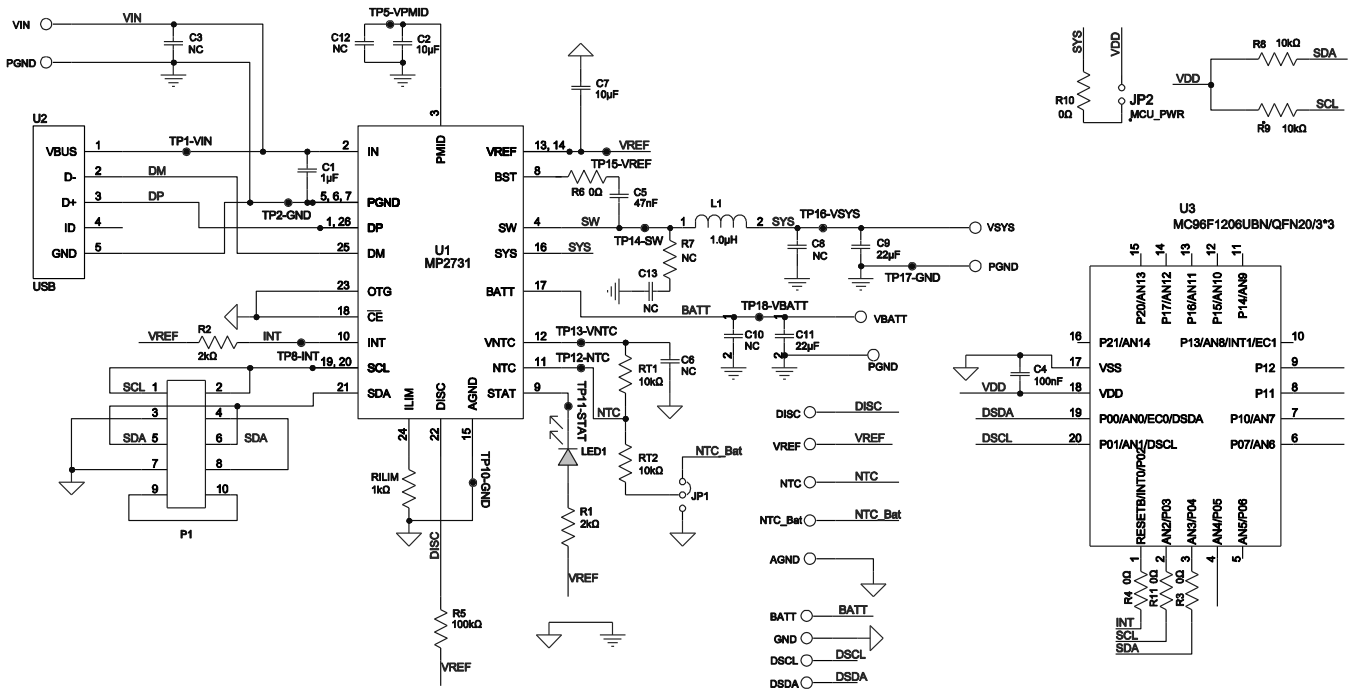 VIN
VIN
C3
NC
PGND
TP5-VPMID
C12
NC
C2
10µF
3
C7
10µF
U2
VBUS
D-
D+
ID
GND
USB
1
2
3
4
5
TP1-VIN
DM
DP
C1
1µF
TP2-GND
2
5, 6, 7
1, 26
25
23
18
10
19, 20
21
IN
PGND
DP
DM
OTG
CE
INT
SCL
SDA
PMID
U1
MP2731
VREF
BST
SW
SYS
BATT
VNTC
NTC
STAT
ILIM
DISC
AGND
24
22
15
13, 14
8
4
16
17
12
11
9
VREF
TP15-VREF
R6 0Ω
C5
47nF
SW
TP14-SW
SYS
L1
1
2
1.0µH
SYS
TP16-VSYS
VSYS
R7
NC
C13
NC
C8
NC
C9
22µF
TP17-GND
PGND
BATT
TP18-VBATT
VBATT
1
C10
NC
2
1
C11
22µF
2
PGND
TP13-VNTC
TP12-NTC
TP11-STAT
RT1
10kΩ
C6
NC
NTC
RT2
10kΩ
NTC_Bat
JP1
LED1
R1
2kΩ
VREF
VREF
R2
2kΩ
INT
TP8-INT
SCL
1
2
3
4
SDA
5
6
SDA
7
8
9
10
P1
RILIM
1kΩ
TP10-GND
DISC
R5
100kΩ
VREF
DISC
DISC
VREF
VREF
NTC
NTC
NTC_Bat
NTC_Bat
AGND
BATT
BATT
GND
DSCL
DSCL
DSDA
DSDA
SYS
VDD
R10
0Ω
JP2
MCU_PWR
VDD
R8
10kΩ
SDA
R9
10kΩ
SCL
U3
MC96F1206UBN/QFN20/3*3
15
14
13
12
11
P20/AN13
P17/AN12
P16/AN11
P15/AN10
P14/AN9
16
17
18
19
20
P21/AN14
VSS
VDD
P00/AN0/EC0/DSDA
P01/AN1/DSCL
P13/AN8/INT1/EC1
P12
P11
P10/AN7
P07/AN6
10
9
8
7
6
C4
100nF
VDD
DSDA
DSCL
RESETB/INT0/P02
AN2/P03
AN3/P04
AN4/P05
AN5/P06
1
2
3
4
5
R4 0Ω
R11 0Ω
R3 0Ω
INT
SCL
SDA